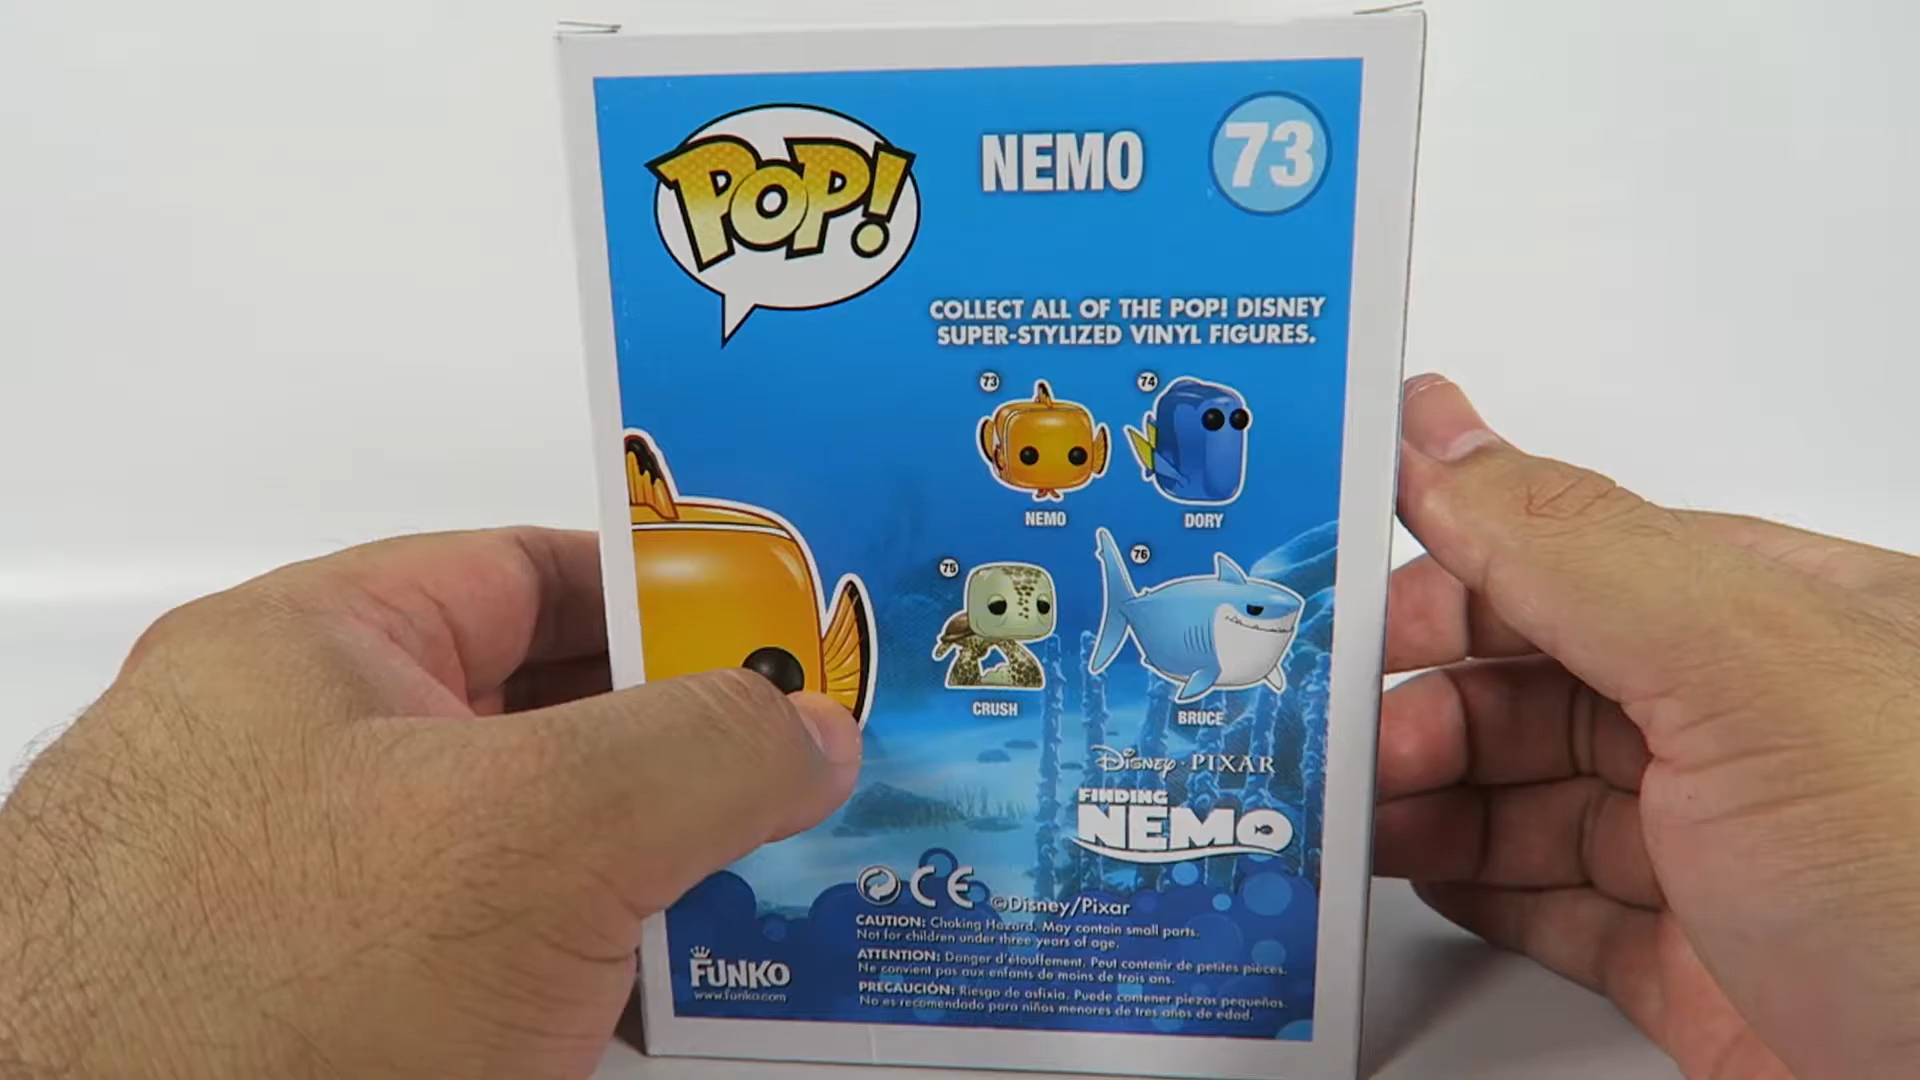 POP!
NEMO
73
COLLECT ALL OF THE POP! DISNEY
SUPER-STYLIZED VINYL FIGURES.
73
74
NEMO
DORY
75
76
CRUSH
BRUCE
Disney · PIXAR
FINDING
NEMO
CE
©Disney/Pixar
CAUTION: Choking Hazard. May contain small parts.
Not for children under three years of age.
ATTENTION: Danger d'étouffement. Peut contenir de petites pièces.
Ne convient pas aux enfants de moins de trois ans.
PRECAUCIÓN: Riesgo de asfixia. Puede contener piezas pequeñas.
No es recomendado para niños menores de tres años de edad.
FUNKO
www.funko.com